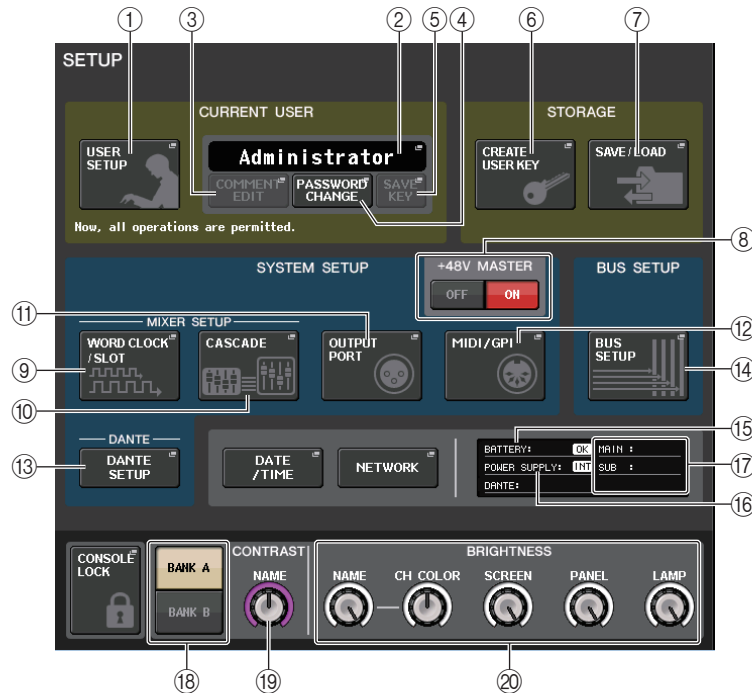 ① ③ ② ④ ⑤ ⑥ ⑦
SETUP
CURRENT USER
STORAGE
USER
SETUP
Administrator
COMMENT
EDIT
PASSWORD
CHANGE
SAVE
KEY
CREATE
USER KEY
SAVE/LOAD
Now, all operations are permitted.
⑧
SYSTEM SETUP
+48V MASTER
OFF
ON
BUS SETUP
⑪
MIXER SETUP
WORD CLOCK
/SLOT
CASCADE
OUTPUT
PORT
MIDI/GPI
BUS
SETUP
⑫
⑨
⑩
⑭
DANTE
DANTE
SETUP
⑬
DATE
/TIME
NETWORK
BATTERY: OK
POWER SUPPLY: INT
DANTE:
MAIN :
SUB :
⑮
⑰
⑯
CONSOLE
LOCK
BANK A
BANK B
CONTRAST
NAME
BRIGHTNESS
NAME
CH COLOR
SCREEN
PANEL
LAMP
⑱ ⑲ ⑳